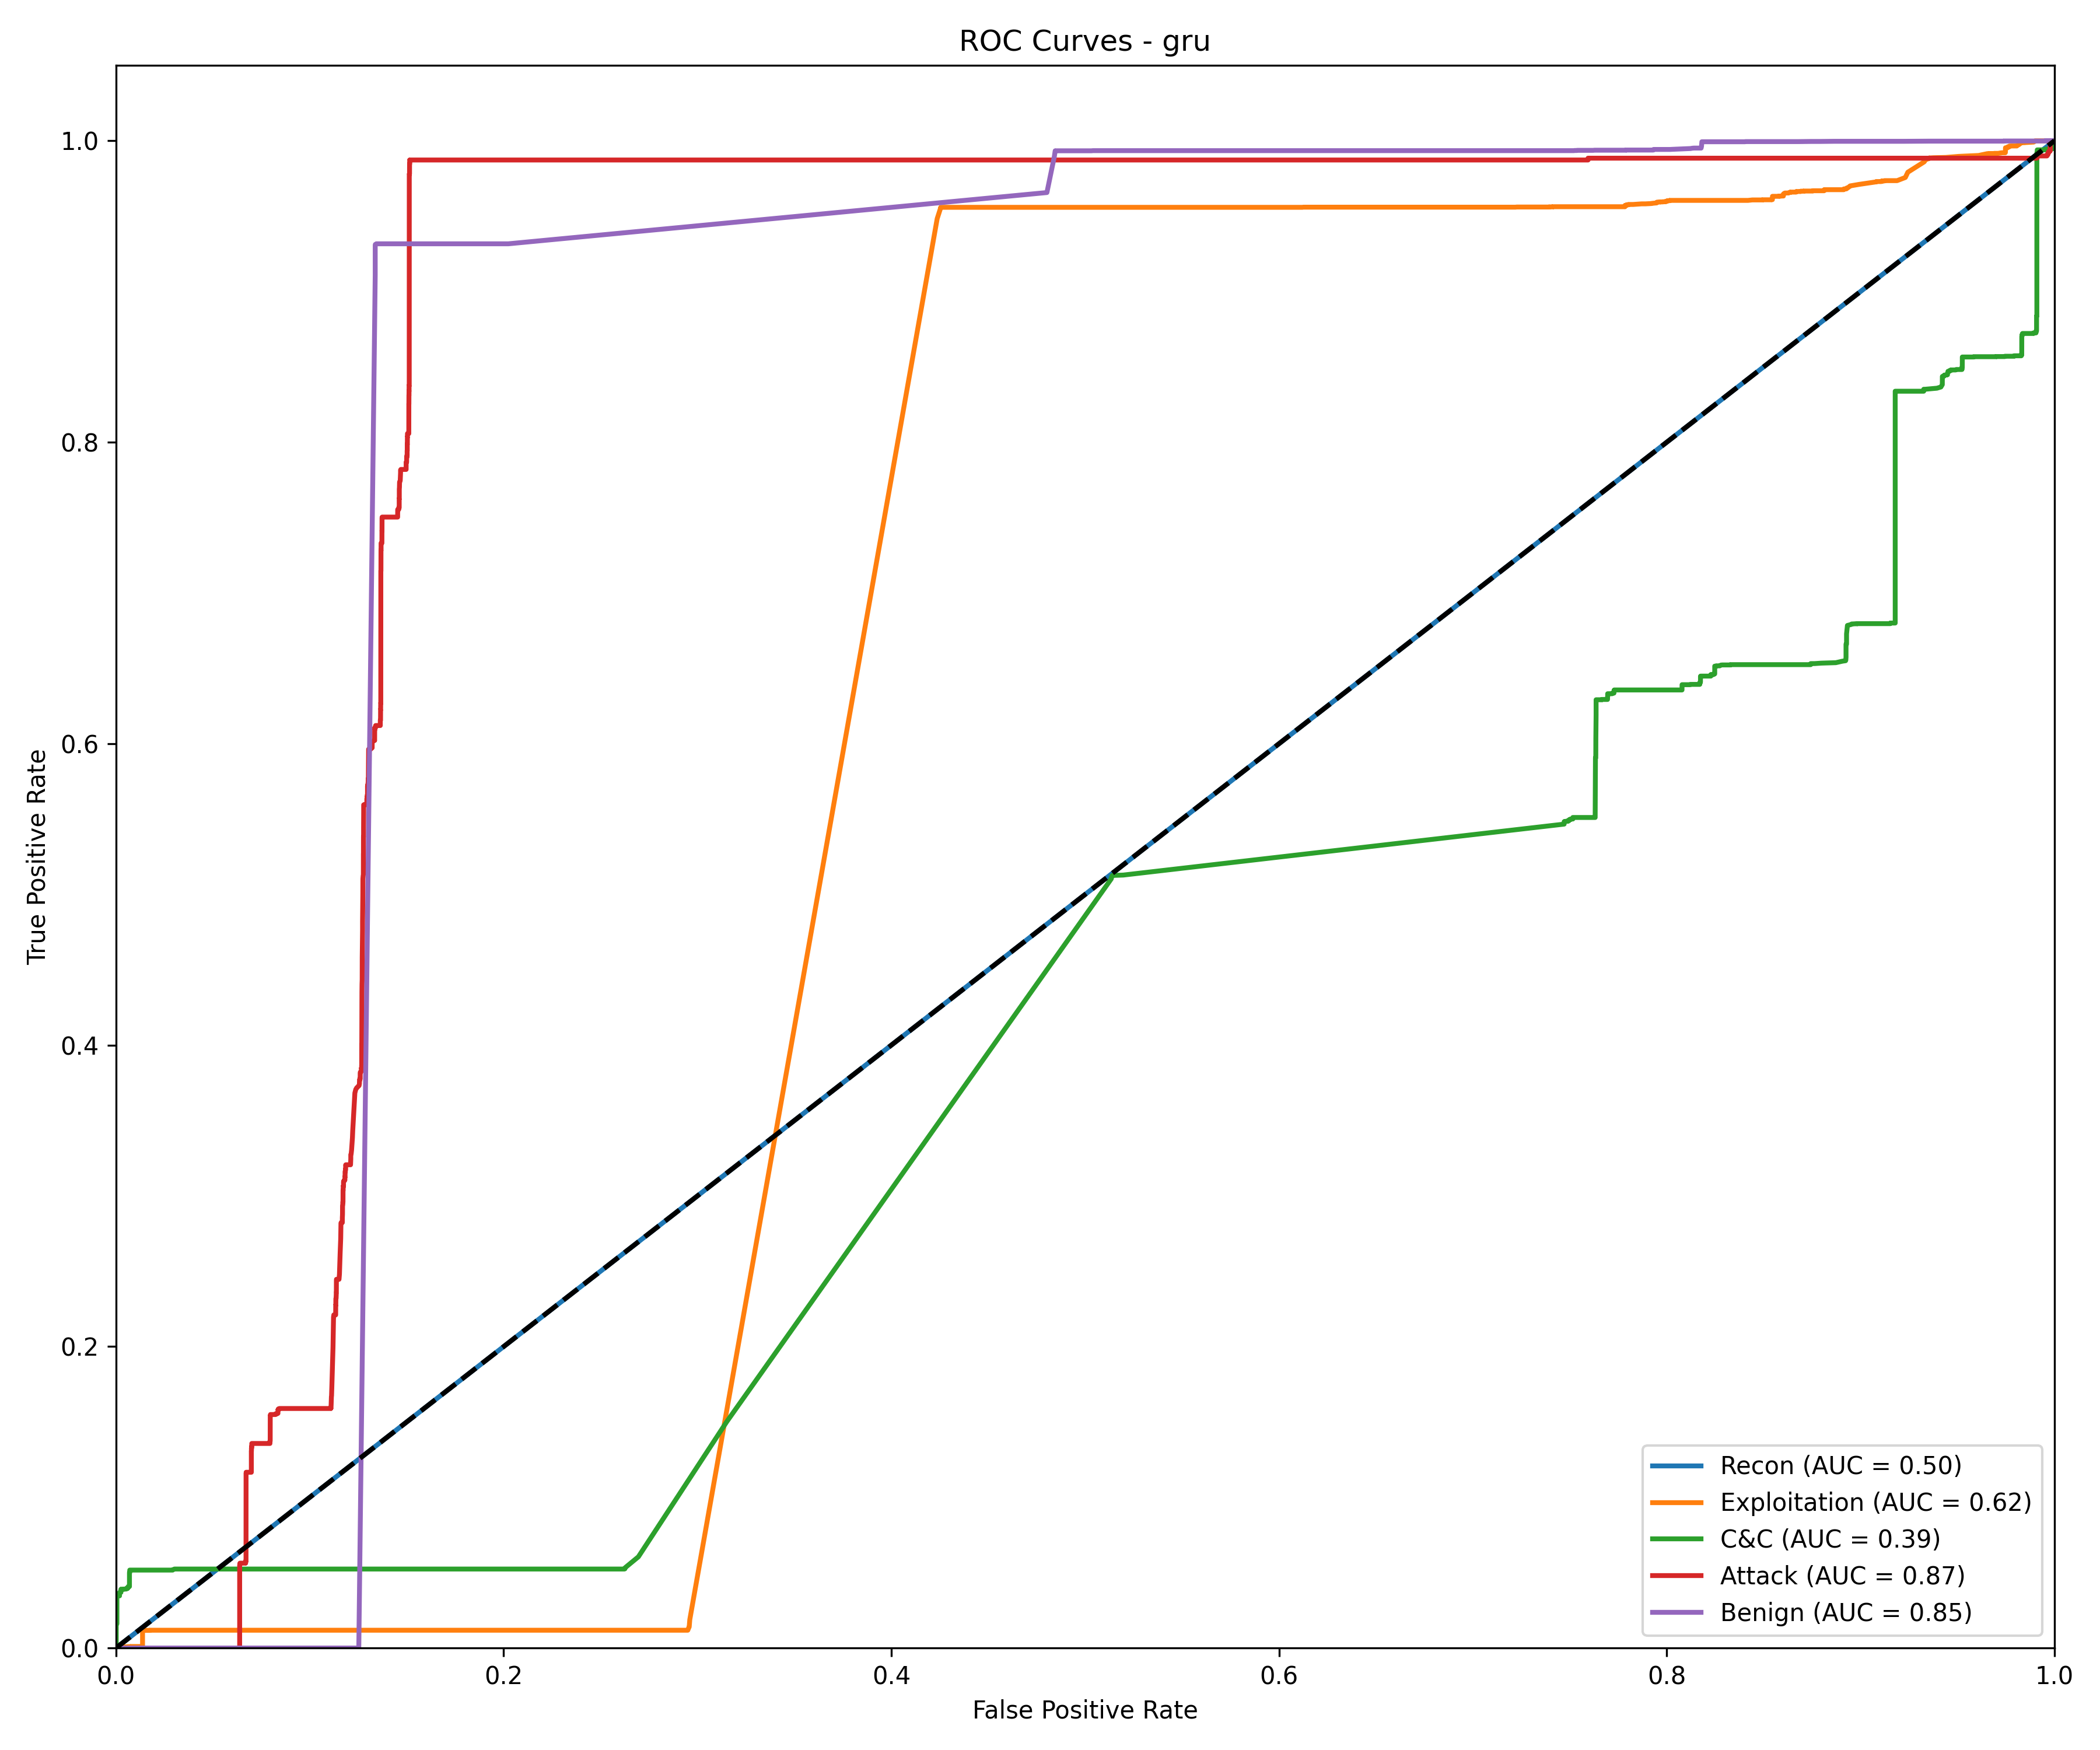 ROC Curves - gru
True Positive Rate
1.0
0.8
0.6
0.4
0.2
0.0
0.0 0.2 0.4 0.6 0.8 1.0
False Positive Rate
Recon (AUC = 0.50)
Exploitation (AUC = 0.62)
C&C (AUC = 0.39)
Attack (AUC = 0.87)
Benign (AUC = 0.85)